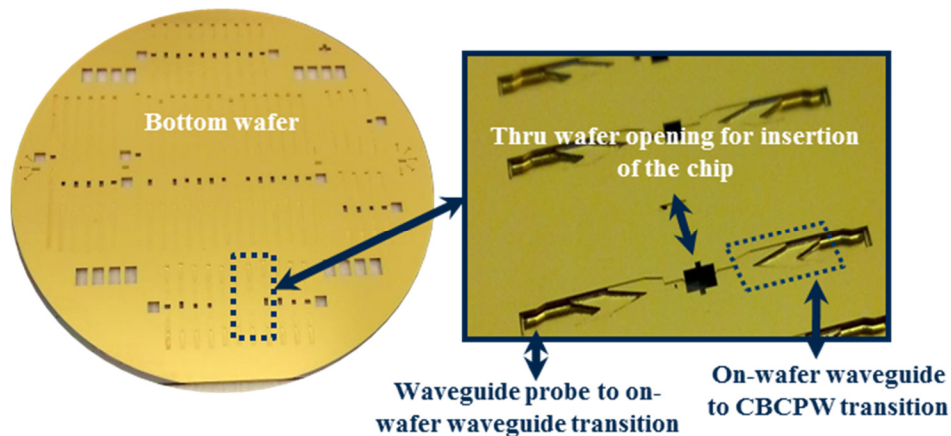 Bottom wafer
Thru wafer opening for insertion
of the chip
Waveguide probe to on-
wafer waveguide transition
On-wafer waveguide
to CBCPW transition